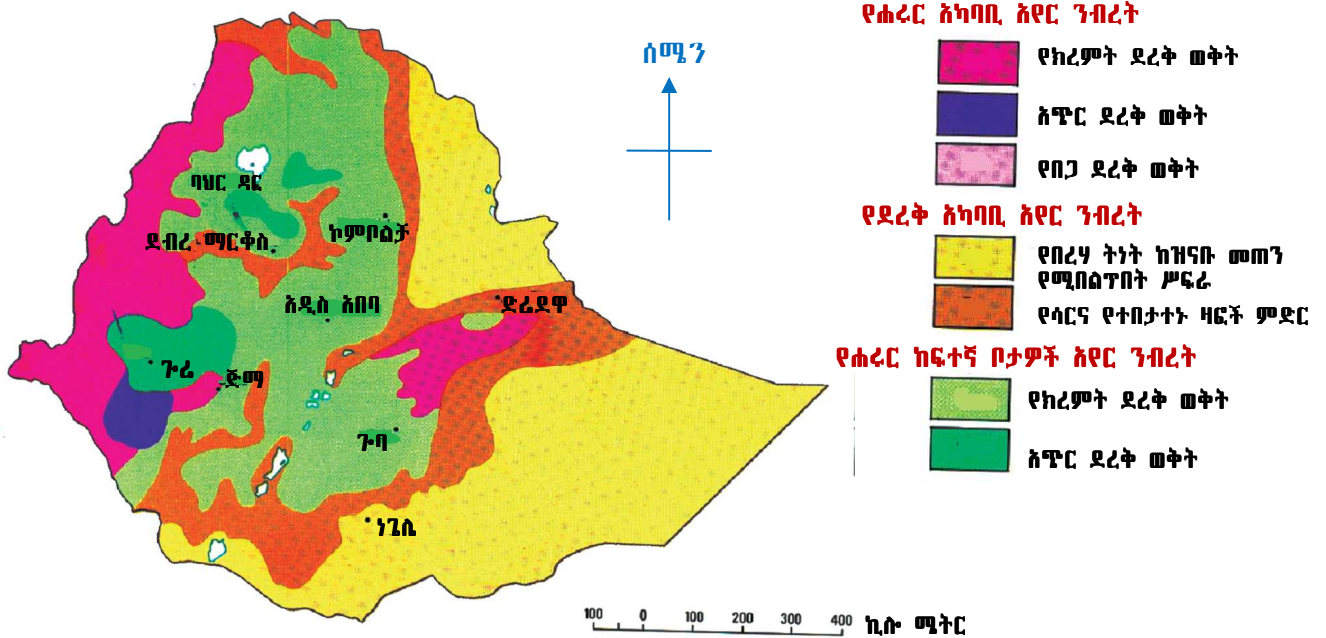 ሰሜን
ባህር ዳር
ደብረ ማርቆስ
ኮምቦልቻ
አዲስ አበባ
ድሬደዋ
ጐሬ
ጅማ
ጐባ
ነጌሌ
የሐሩር አካባቢ አየር ንብረት
የክረምት ደረቅ ወቅት
አጭር ደረቅ ወቅት
የበጋ ደረቅ ወቅት
የደረቅ አካባቢ አየር ንብረት
የበረሃ ትነት ከዝናቡ መጠን
የሚበልጥበት ሥፍራ
የሳርና የተበታተኑ ዛፎች ምድር
የሐሩር ከፍተኛ ቦታዎች አየር ንብረት
የክረምት ደረቅ ወቅት
አጭር ደረቅ ወቅት
100 0 100 200 300 400 ኪሎ ሜትር